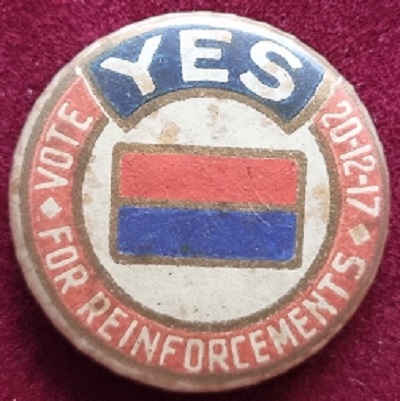 YES
VOTE ◆ FOR REINFORCEMENTS ◆ 20-12-17